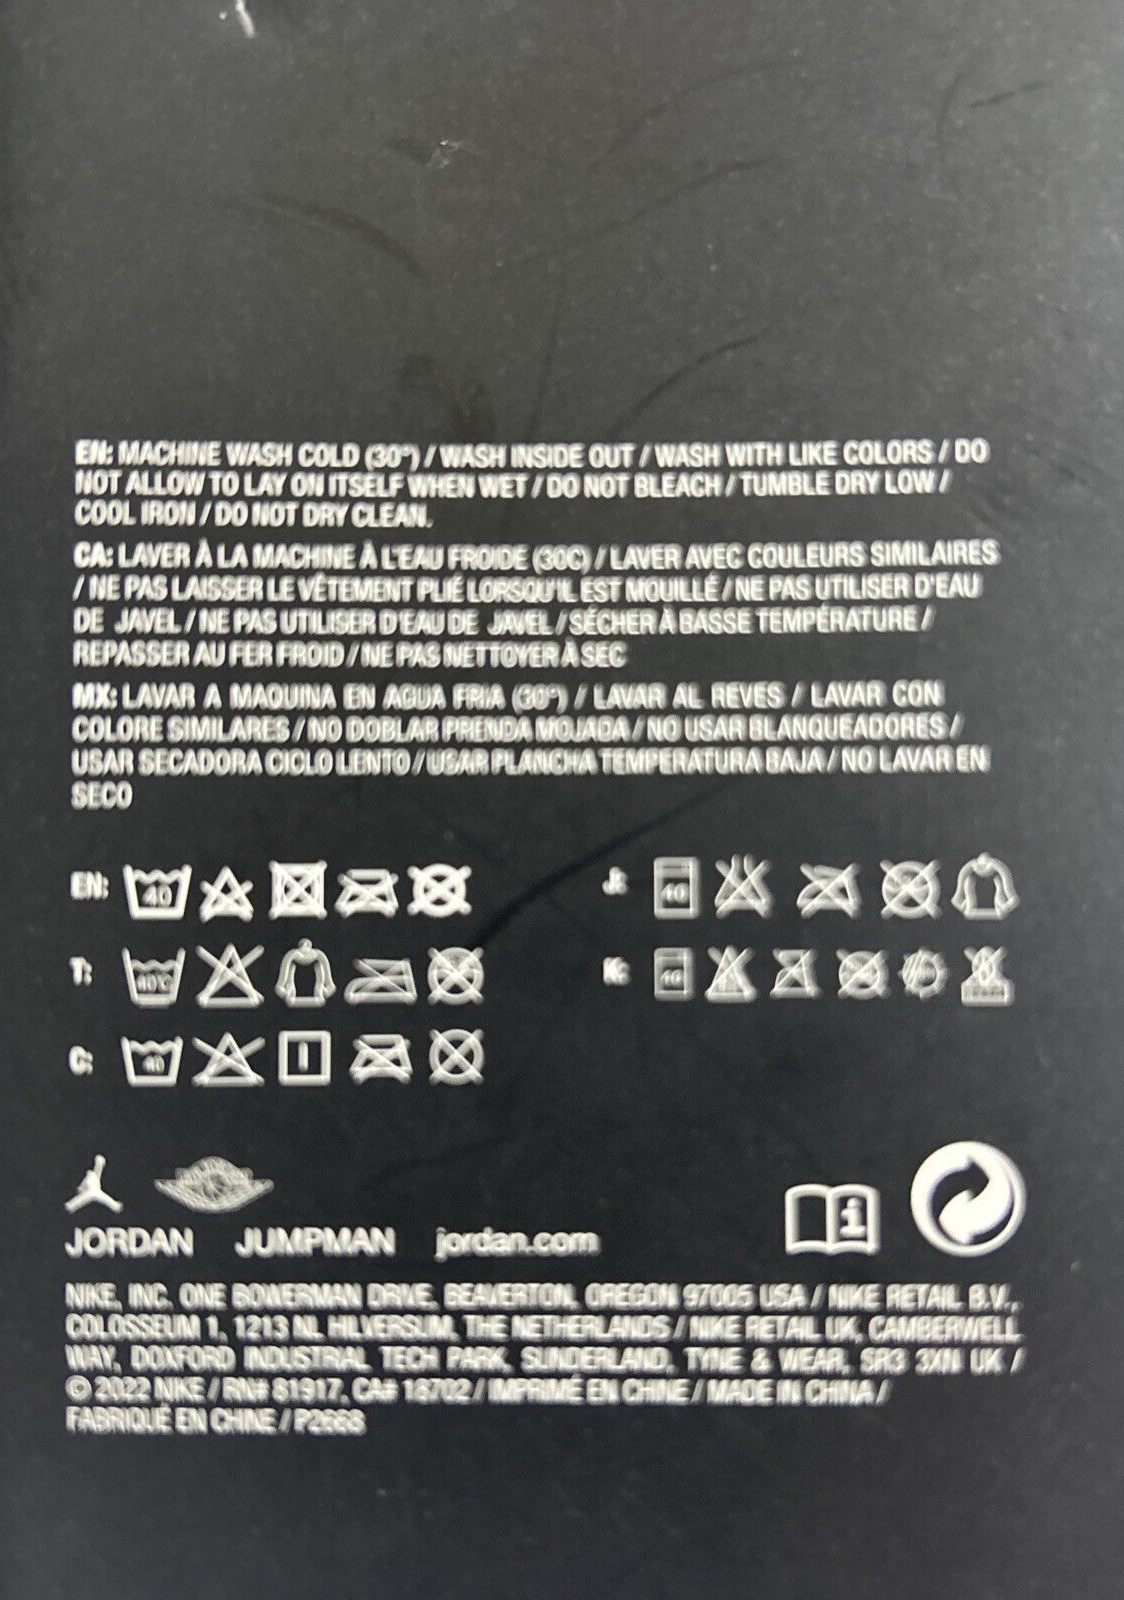 EN: MACHINE WASH COLD (30°) / WASH INSIDE OUT / WASH WITH LIKE COLORS / DO
NOT ALLOW TO LAY ON ITSELF WHEN WET / DO NOT BLEACH / TUMBLE DRY LOW /
COOL IRON / DO NOT DRY CLEAN.
CA: LAVER À LA MACHINE À L'EAU FROIDE (30C) / LAVER AVEC COULEURS SIMILAIRES
/ NE PAS LAISSER LE VÊTEMENT PLIÉ LORSQU'IL EST MOUILLÉ / NE PAS UTILISER D'EAU
DE JAVEL / NE PAS UTILISER D'EAU DE JAVEL / SÉCHER À BASSE TEMPÉRATURE /
REPASSER AU FER FROID / NE PAS NETTOYER À SEC
MX: LAVAR A MAQUINA EN AGUA FRIA (30°) / LAVAR AL REVES / LAVAR CON
COLORE SIMILARES / NO DOBLAR PRENDA MOJADA / NO USAR BLANQUEADORES /
USAR SECADORA CICLO LENTO / USAR PLANCHA TEMPERATURA BAJA / NO LAVAR EN
SECO
EN: 40
J: 40
T: 40°C
K: 40
C: 40
JORDAN JUMPMAN jordan.com
NIKE, INC. ONE BOWERMAN DRIVE, BEAVERTON, OREGON 97005 USA / NIKE RETAIL B.V.,
COLOSSEUM 1, 1213 NL HILVERSUM, THE NETHERLANDS / NIKE RETAIL UK, CAMBERWELL
WAY, DOXFORD INDUSTRIAL TECH PARK, SUNDERLAND, TYNE & WEAR, SR3 3XN UK /
© 2022 NIKE / RN# 81917, CA# 18702 / IMPRIMÉ EN CHINE / MADE IN CHINA /
FABRIQUÉ EN CHINE / P2668